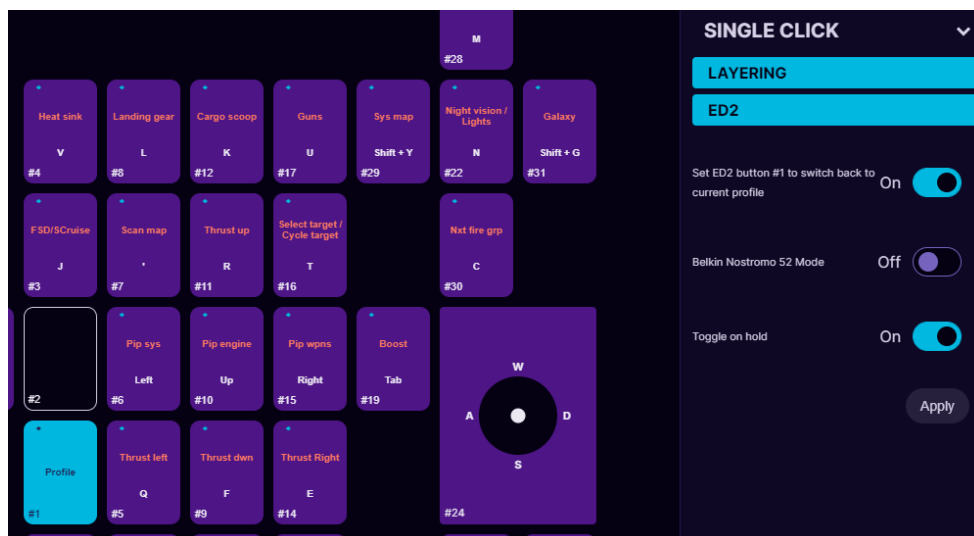 M
#28
Heat sink
V
#4
Landing gear
L
#8
Cargo scoop
K
#12
Guns
U
#17
Sys map
Shift + Y
#29
Night vision /
Lights
N
#22
Galaxy
Shift + G
#31
FSD/SCruise
J
#3
Scan map
'
#7
Thrust up
R
#11
Select target /
Cycle target
T
#16
Nxt fire grp
C
#30
#2
Pip sys
Left
#6
Pip engine
Up
#10
Pip wpns
Right
#15
Boost
Tab
#19
W
A
D
S
#24
Profile
#1
Thrust left
Q
#5
Thrust dwn
F
#9
Thrust Right
E
#14
SINGLE CLICK
LAYERING
ED2
Set ED2 button #1 to switch back to
current profile
On
Belkin Nostromo 52 Mode
Off
Toggle on hold
On
Apply